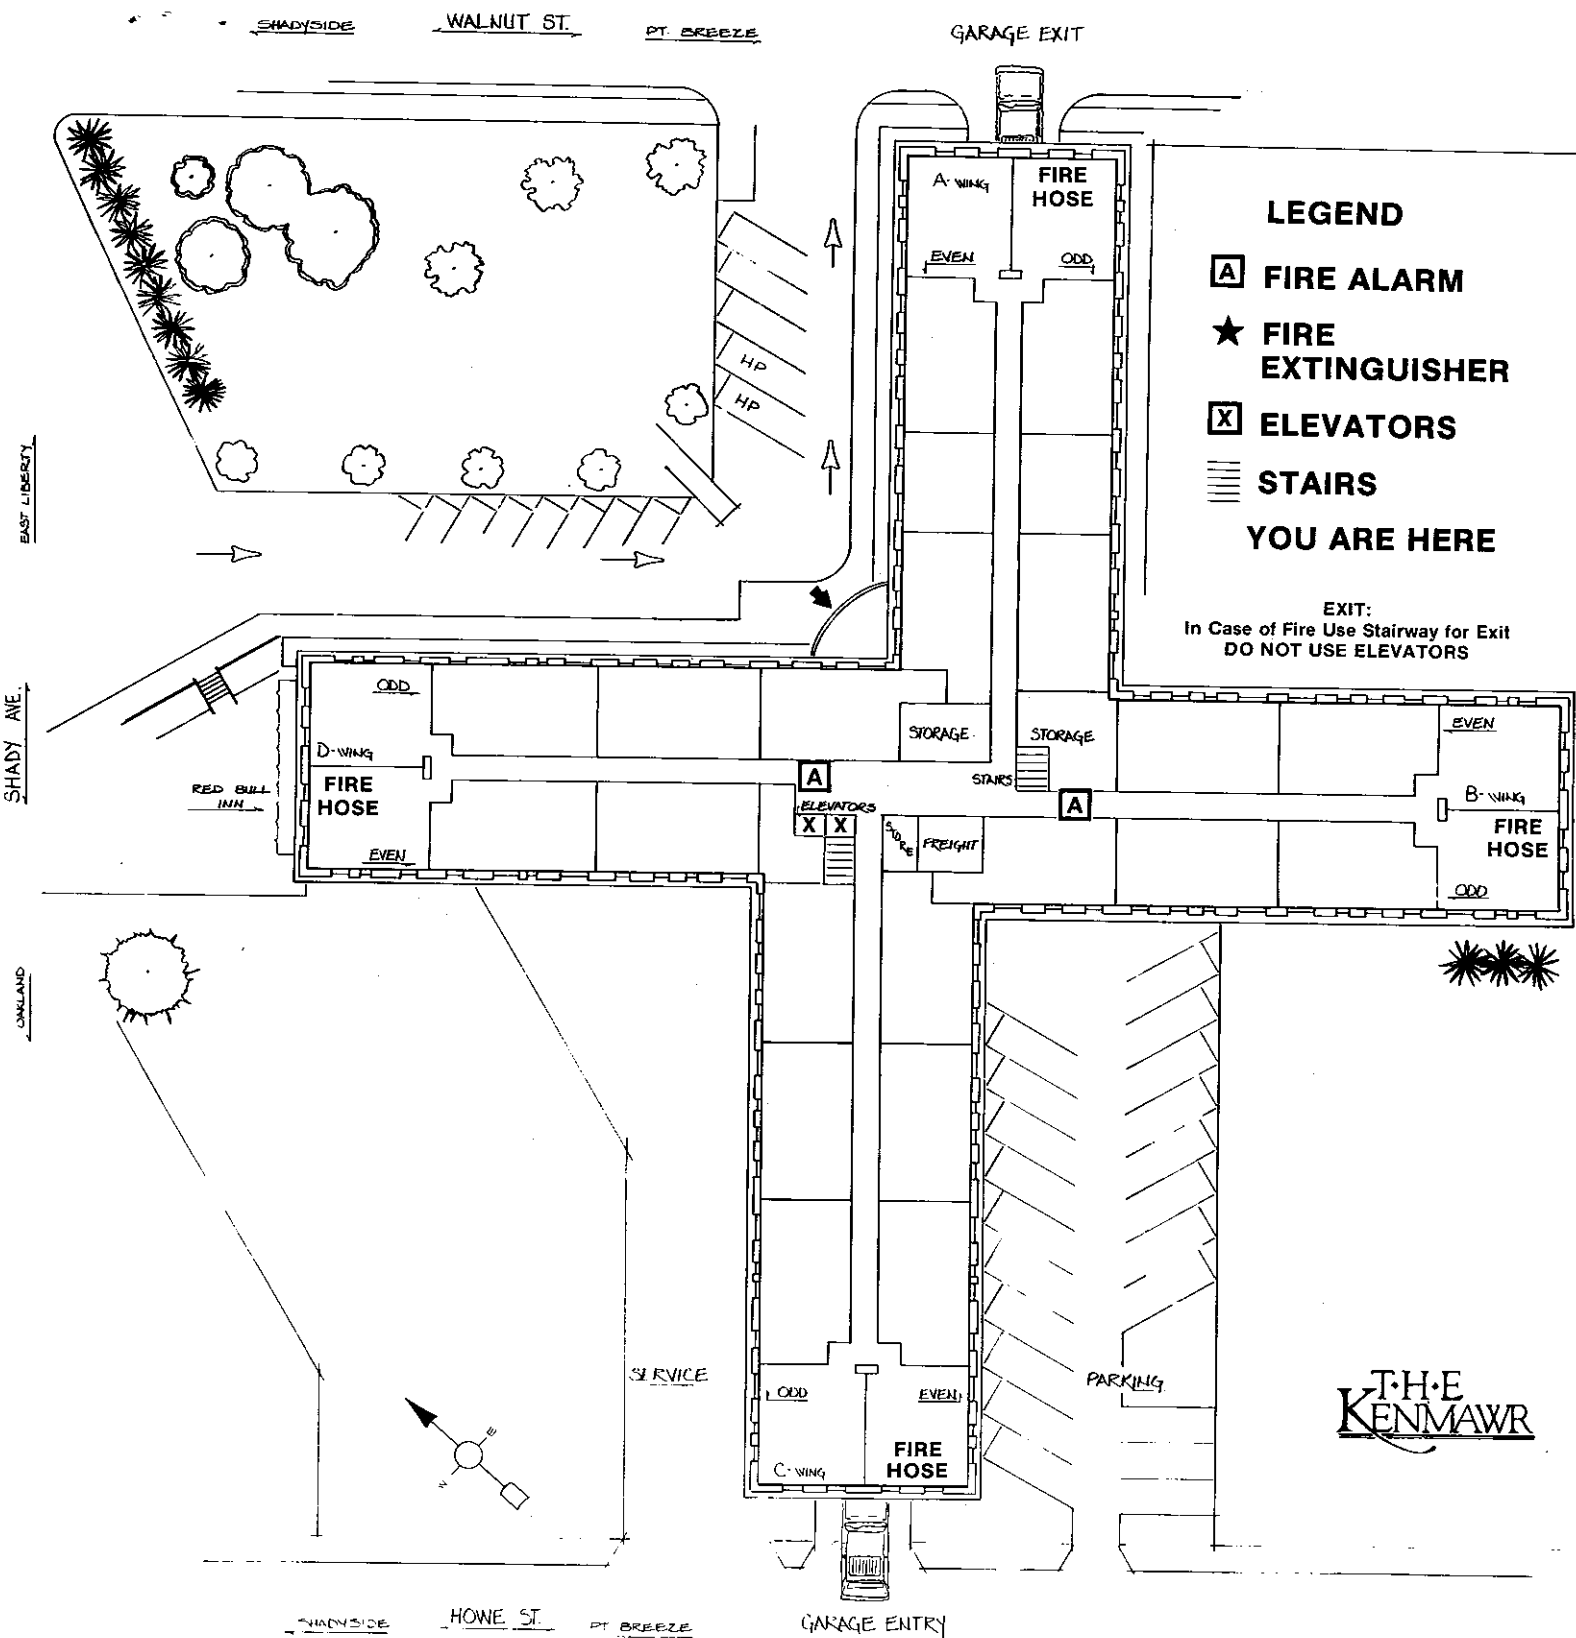 SHADYSIDE
WALNUT ST.
PT. BREEZE
GARAGE EXIT
A-WING
FIRE
HOSE
EVEN
ODD
LEGEND
A FIRE ALARM
★ FIRE
EXTINGUISHER
X ELEVATORS
STAIRS
YOU ARE HERE
EXIT:
In Case of Fire Use Stairway for Exit
DO NOT USE ELEVATORS
HP
HP
EAST LIBERTY
SHADY AVE.
OAKLAND
RED BULL
INN
ODD
D-WING
FIRE
HOSE
EVEN
STORAGE
STORAGE
STAIRS
A
ELEVATORS
X X
STORE
FREIGHT
A
EVEN
B-WING
FIRE
HOSE
ODD
SERVICE
PARKING
ODD
EVEN
C-WING
FIRE
HOSE
E
N
T·H·E
KENMAWR
SHADYSIDE
HOWE ST.
PT BREEZE
GARAGE ENTRY